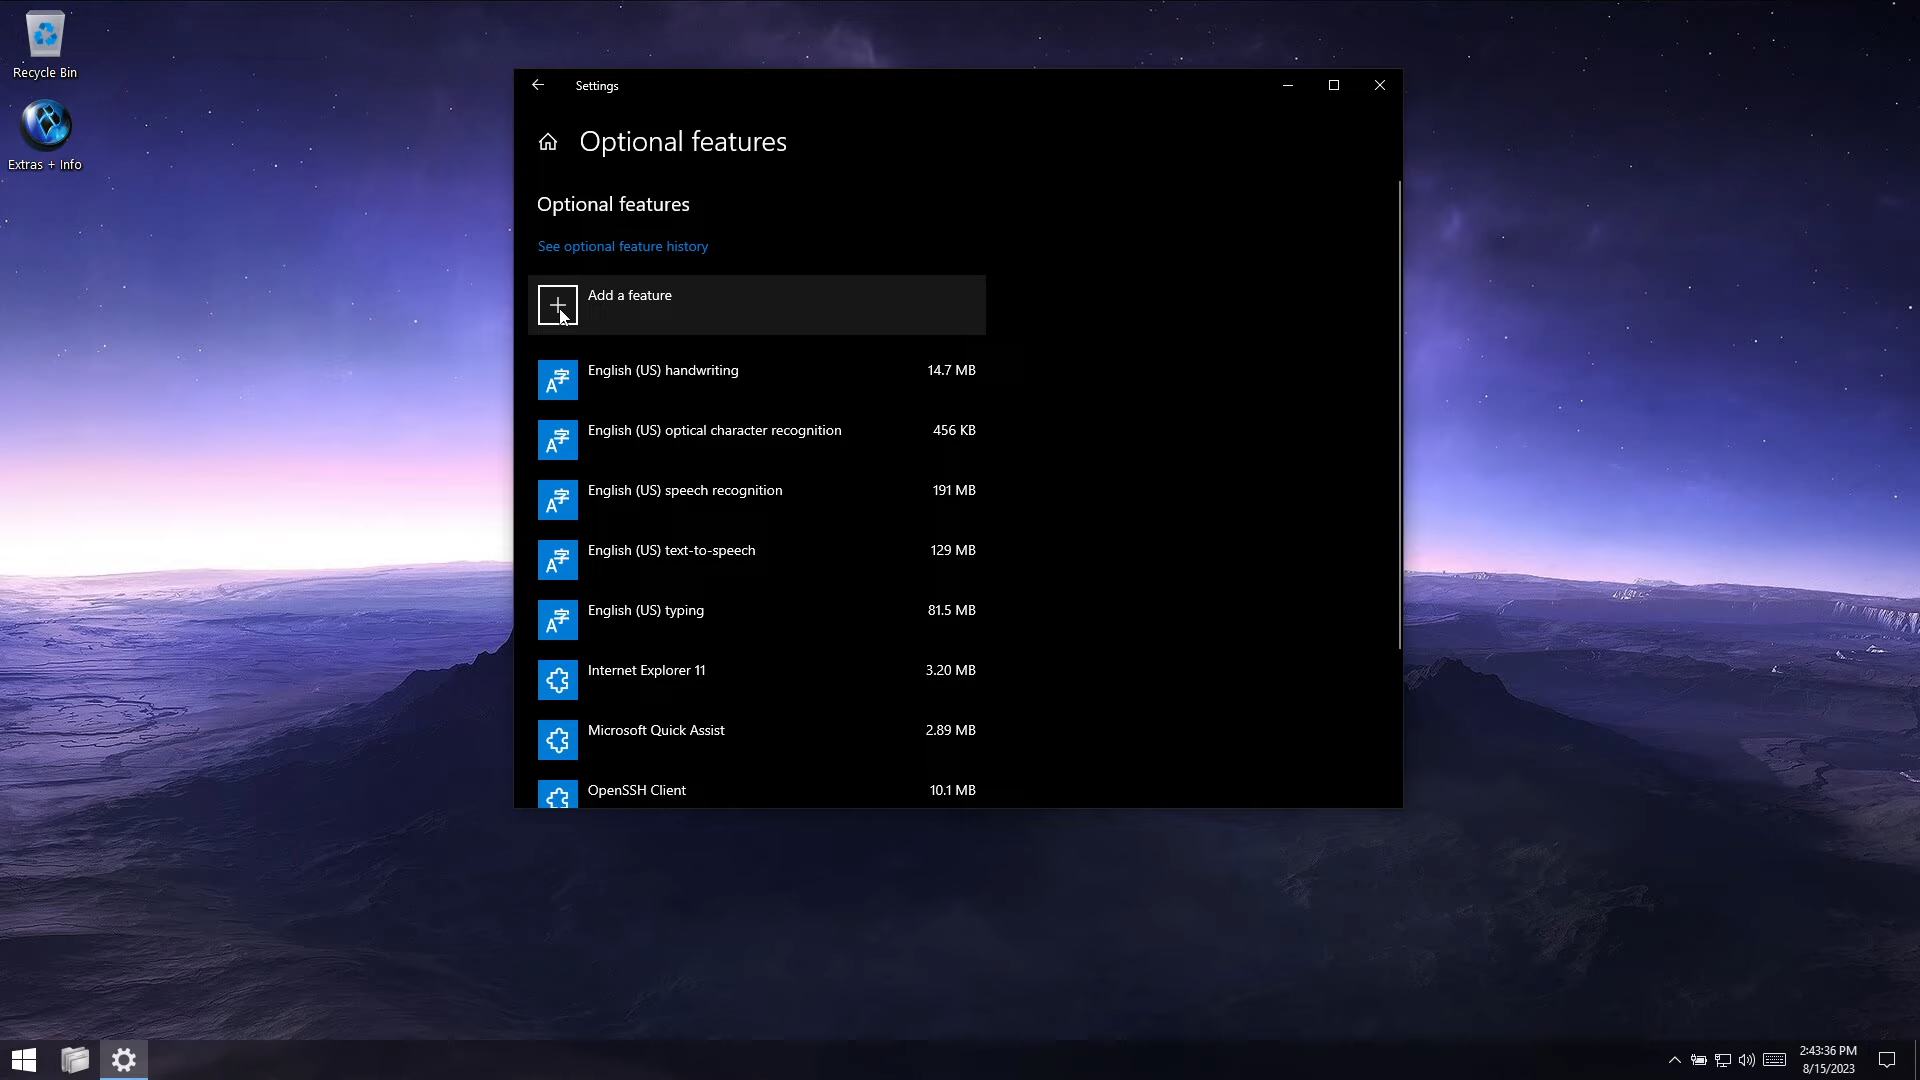 Recycle Bin
Extras + Info
Settings
Optional features
Optional features
See optional feature history
Add a feature
English (US) handwriting 14.7 MB
English (US) optical character recognition 456 KB
English (US) speech recognition 191 MB
English (US) text-to-speech 129 MB
English (US) typing 81.5 MB
Internet Explorer 11 3.20 MB
Microsoft Quick Assist 2.89 MB
OpenSSH Client 10.1 MB
2:43:36 PM
8/15/2023